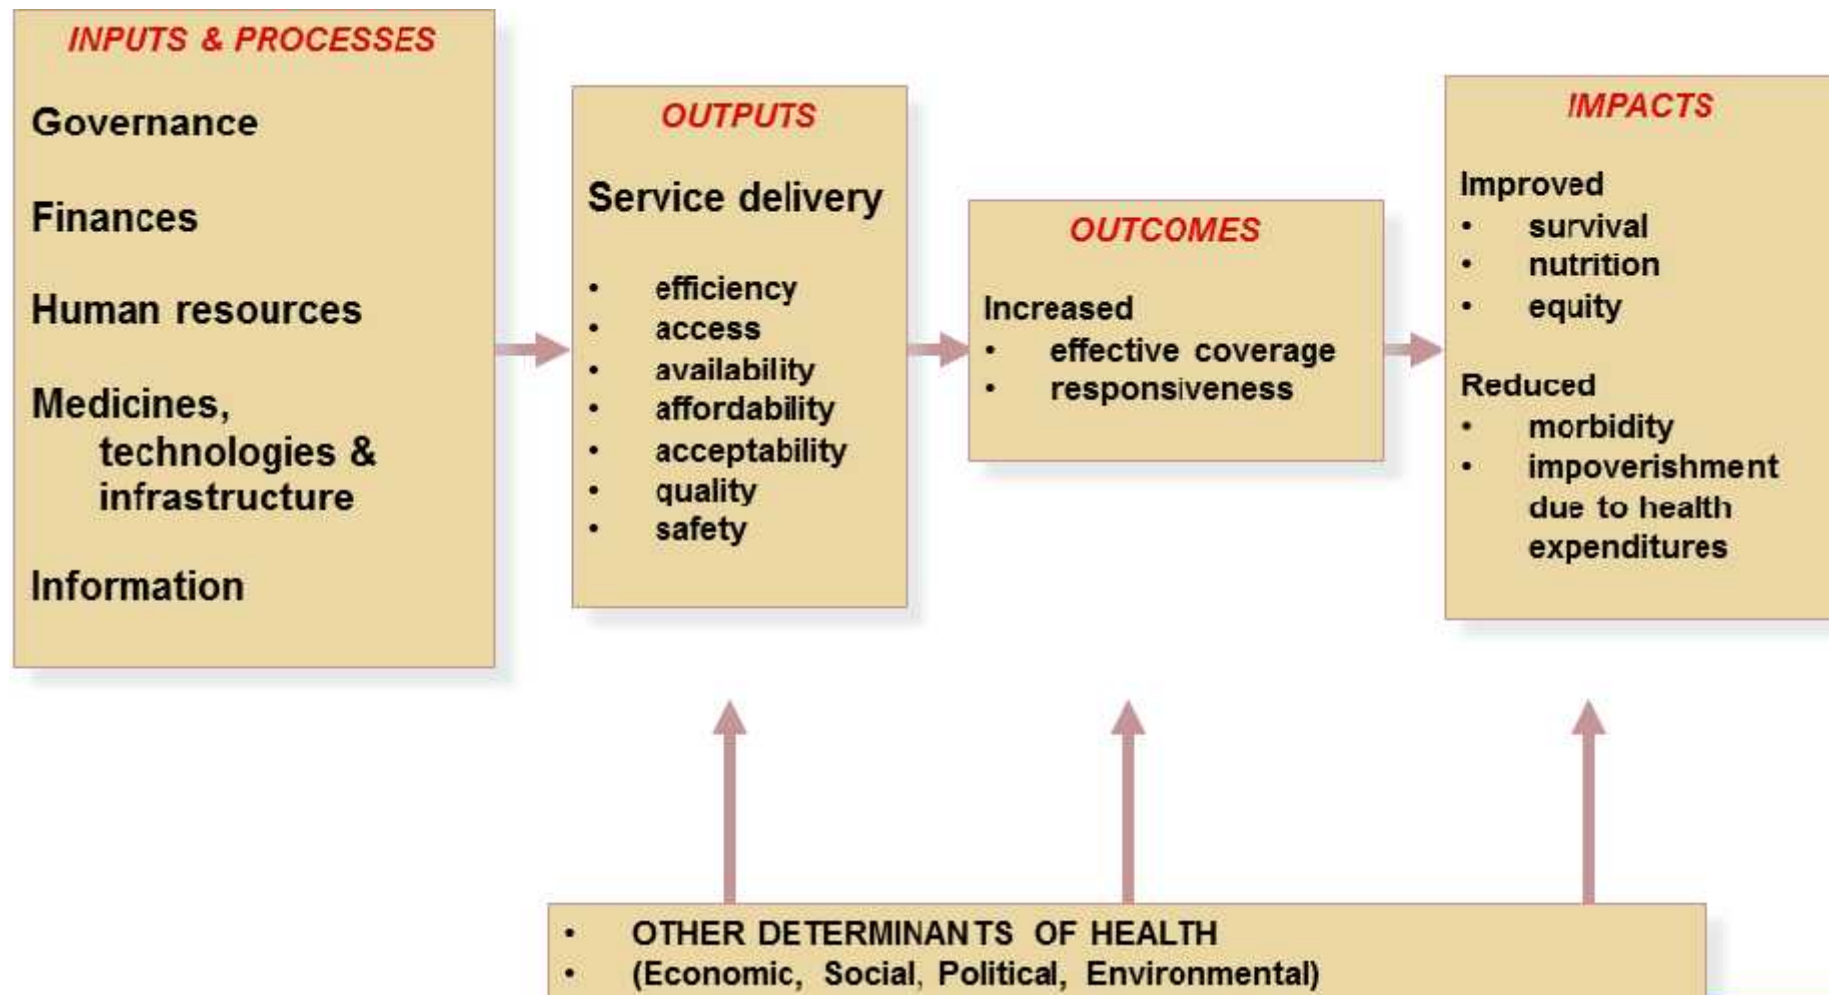 INPUTS & PROCESSES
Governance
Finances
Human resources
Medicines,
technologies &
infrastructure
Information
OUTPUTS
Service delivery
• efficiency
• access
• availability
• affordability
• acceptability
• quality
• safety
OUTCOMES
Increased
• effective coverage
• responsiveness
IMPACTS
Improved
• survival
• nutrition
• equity
Reduced
• morbidity
• impoverishment
due to health
expenditures
• OTHER DETERMINANTS OF HEALTH
• (Economic, Social, Political, Environmental)